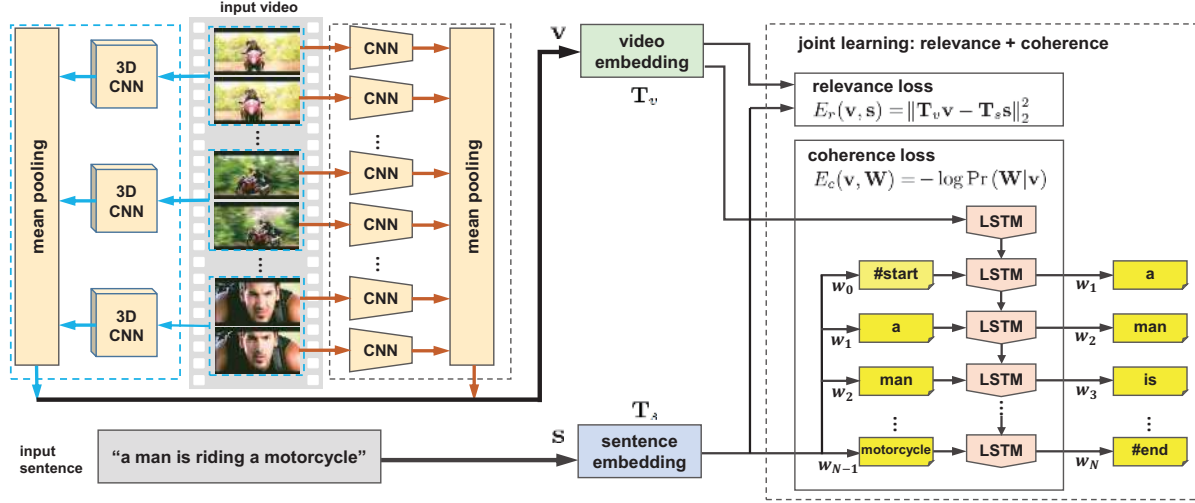 input video
mean pooling
3D
CNN
3D
CNN
3D
CNN
...
...
CNN
CNN
...
CNN
CNN
...
CNN
CNN
mean pooling
v
video
embedding
T_v
joint learning: relevance + coherence
relevance loss
E_r(v, s) = ‖T_v v − T_s s‖₂²
coherence loss
E_c(v, W) = − log Pr (W|v)
LSTM
w_0 #start LSTM w_1 a
w_1 a LSTM w_2 man
w_2 man LSTM w_3 is
... ... ...
w_{N−1} motorcycle LSTM w_N #end
input
sentence
“a man is riding a motorcycle”
s
T_s
sentence
embedding